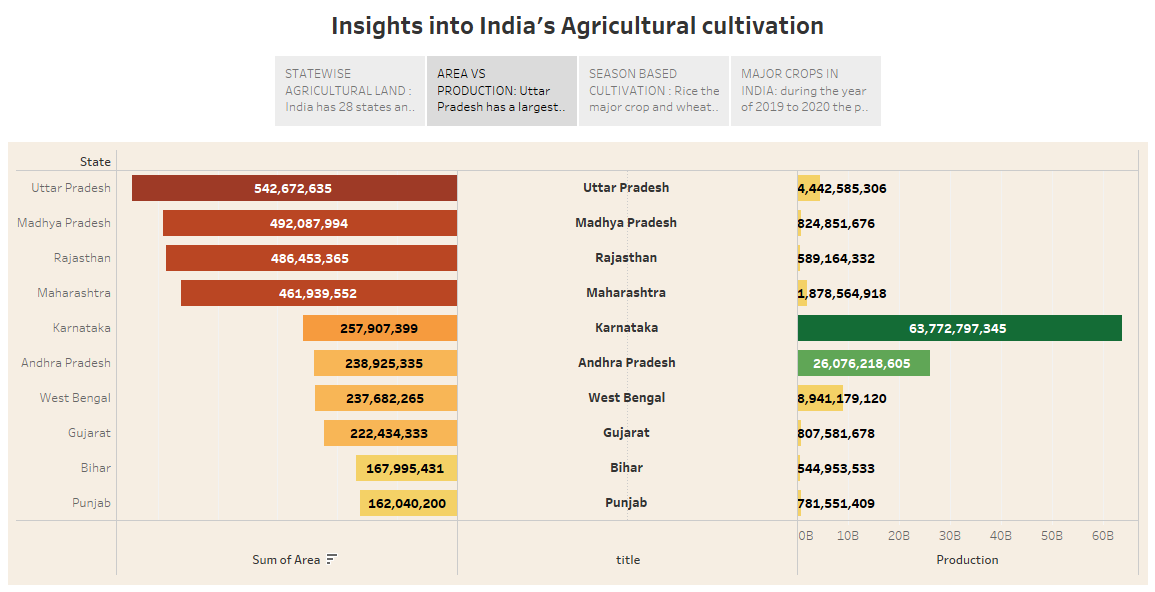 Insights into India's Agricultural cultivation
STATEWISE
AGRICULTURAL LAND :
India has 28 states an..
AREA VS
PRODUCTION: Uttar
Pradesh has a largest..
SEASON BASED
CULTIVATION : Rice the
major crop and wheat..
MAJOR CROPS IN
INDIA: during the year
of 2019 to 2020 the p..
State
Uttar Pradesh 542,672,635 Uttar Pradesh 4,442,585,306
Madhya Pradesh 492,087,994 Madhya Pradesh 824,851,676
Rajasthan 486,453,365 Rajasthan 589,164,332
Maharashtra 461,939,552 Maharashtra 1,878,564,918
Karnataka 257,907,399 Karnataka 63,772,797,345
Andhra Pradesh 238,925,335 Andhra Pradesh 26,076,218,605
West Bengal 237,682,265 West Bengal 8,941,179,120
Gujarat 222,434,333 Gujarat 807,581,678
Bihar 167,995,431 Bihar 544,953,533
Punjab 162,040,200 Punjab 781,551,409
0B 10B 20B 30B 40B 50B 60B
Sum of Area title Production